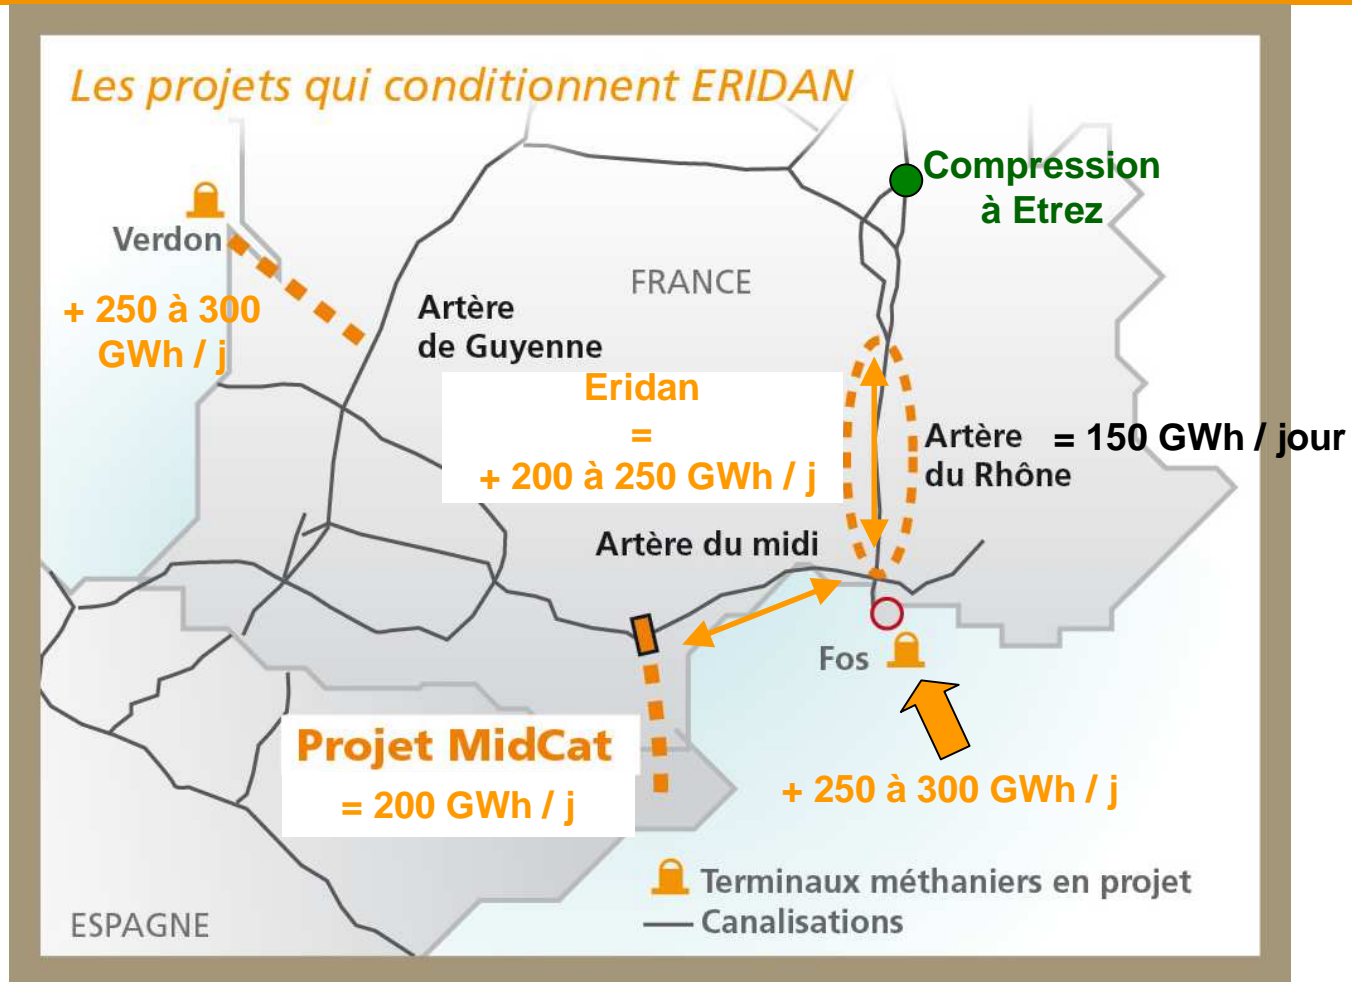 Les projets qui conditionnent ERIDAN
Compression
à Etrez
Verdon
FRANCE
+ 250 à 300
GWh / j
Artère
de Guyenne
Eridan
=
+ 200 à 250 GWh / j
Artère = 150 GWh / jour
du Rhône
Artère du midi
Fos
Projet MidCat
= 200 GWh / j
+ 250 à 300 GWh / j
Terminaux méthaniers en projet
Canalisations
ESPAGNE